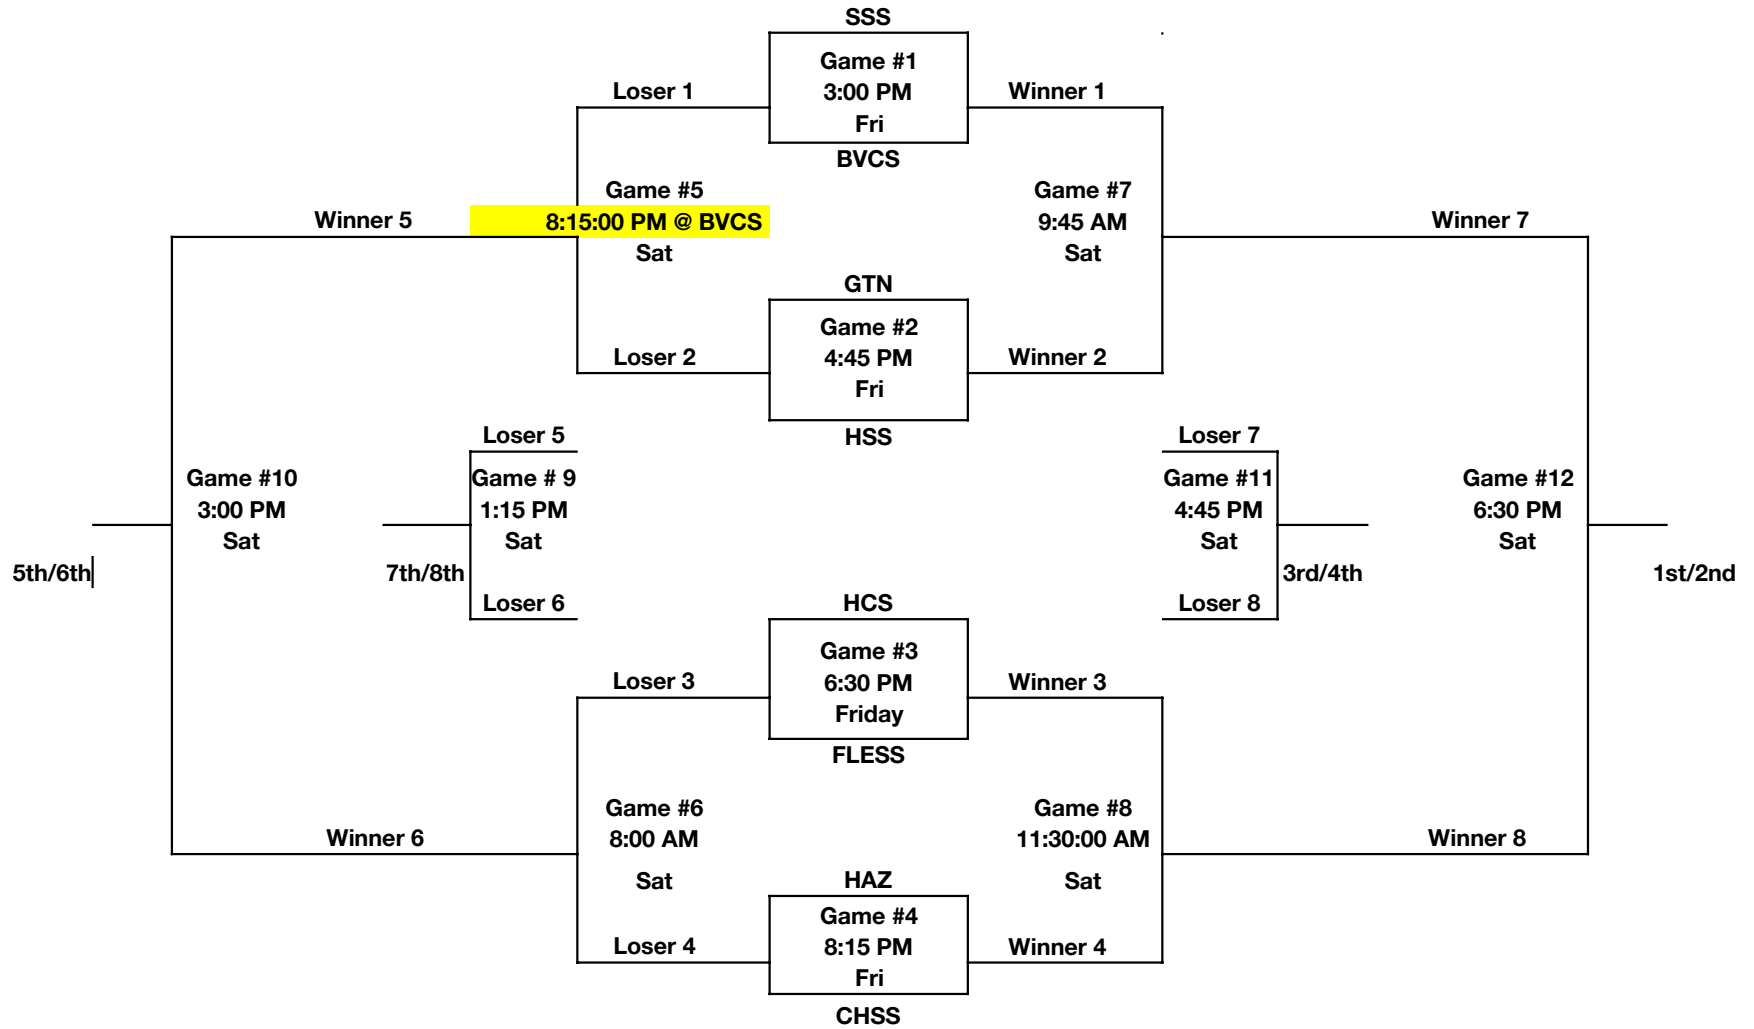 SSS
Game #1
3:00 PM
Fri
BVCS
Loser 1
Winner 1
Game #5
8:15:00 PM @ BVCS
Sat
Game #7
9:45 AM
Sat
Winner 5
Winner 7
GTN
Game #2
4:45 PM
Fri
HSS
Loser 2
Winner 2
Loser 5
Loser 7
Game #10
3:00 PM
Sat
5th/6th
Game # 9
1:15 PM
Sat
7th/8th
Game #11
4:45 PM
Sat
3rd/4th
Game #12
6:30 PM
Sat
1st/2nd
Loser 6
Loser 8
HCS
Game #3
6:30 PM
Friday
FLESS
Loser 3
Winner 3
Game #6
8:00 AM
Sat
Game #8
11:30:00 AM
Sat
Winner 6
Winner 8
HAZ
Game #4
8:15 PM
Fri
CHSS
Loser 4
Winner 4